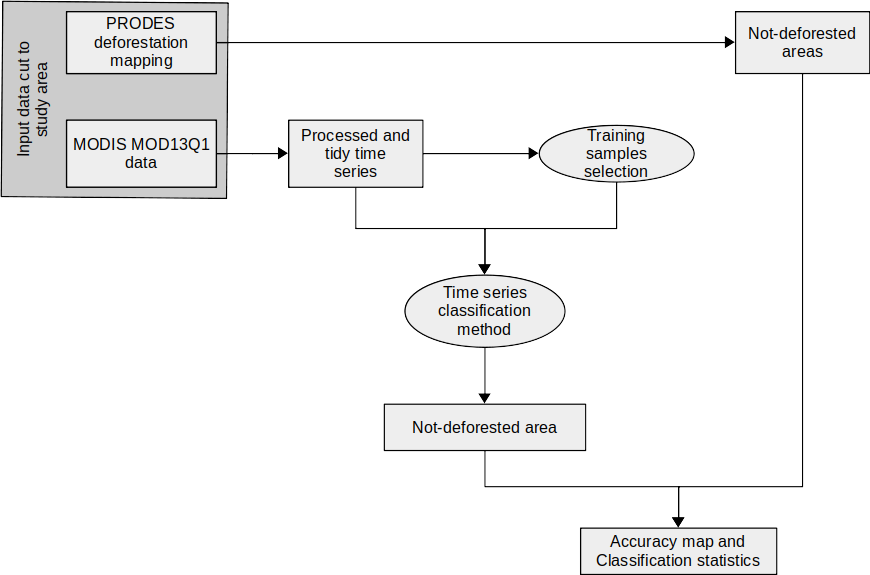 Input data cut to
study area
PRODES
deforestation
mapping
Not-deforested
areas
MODIS MOD13Q1
data
Processed and
tidy time
series
Training
samples
selection
Time series
classification
method
Not-deforested area
Accuracy map and
Classification statistics